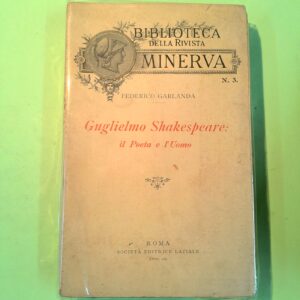 BIBLIOTECA
DELLA RIVISTA
MINERVA
N. 3.
FEDERICO GARLANDA
Guglielmo Shakespeare:
il Poeta e l'Uomo
ROMA
SOCIETÀ EDITRICE LAZIALE